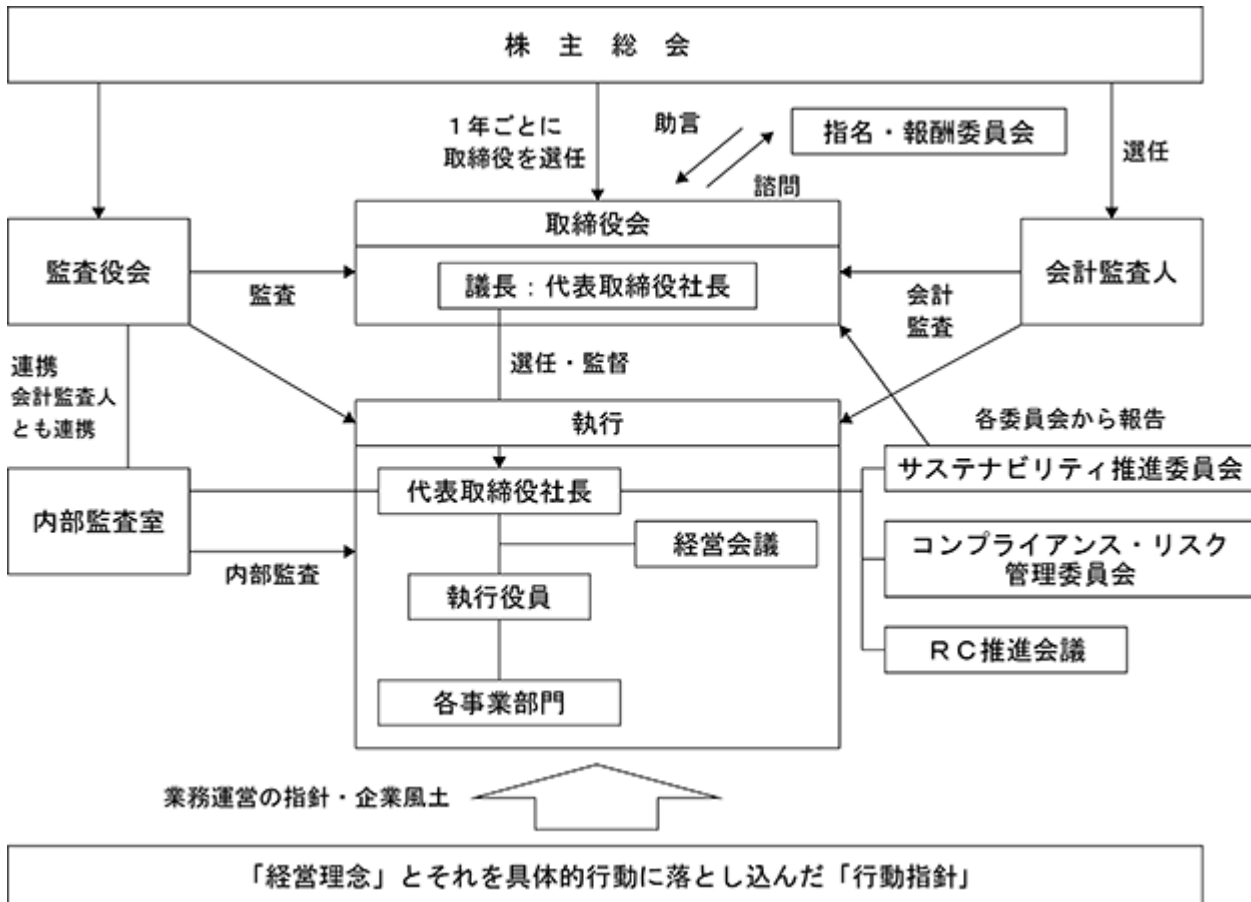 株主総会
１年ごとに
取締役を選任
助言
諮問
指名・報酬委員会
選任
取締役会
議長：代表取締役社長
監査役会
監査
会計監査人
会計
監査
連携
会計監査人
とも連携
選任・監督
執行
各委員会から報告
代表取締役社長
サステナビリティ推進委員会
内部監査室
内部監査
経営会議
コンプライアンス・リスク
管理委員会
執行役員
ＲＣ推進会議
各事業部門
業務運営の指針・企業風土
「経営理念」とそれを具体的行動に落とし込んだ「行動指針」